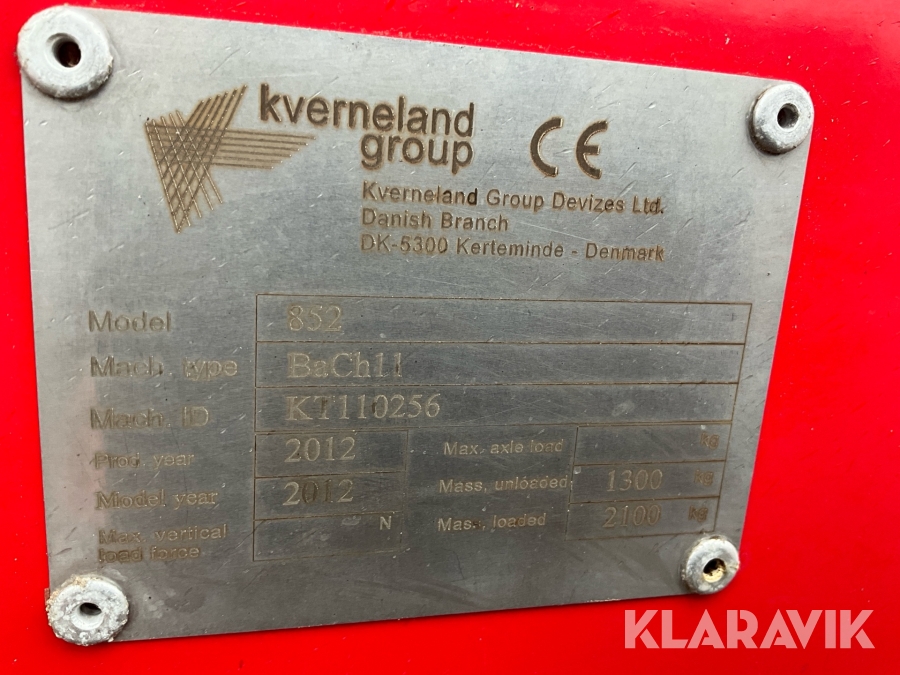 kverneland
group
CE
Kverneland Group Devizes Ltd.
Danish Branch
DK-5300 Kerteminde - Denmark
Model 852
Mach. type BaCh11
Mach. ID KT110256
Prod. year 2012 Max. axle load kg
Model year 2012 Mass, unloaded 1300 kg
Max. vertical load force N Mass, loaded 2100 kg
KLARAVIK